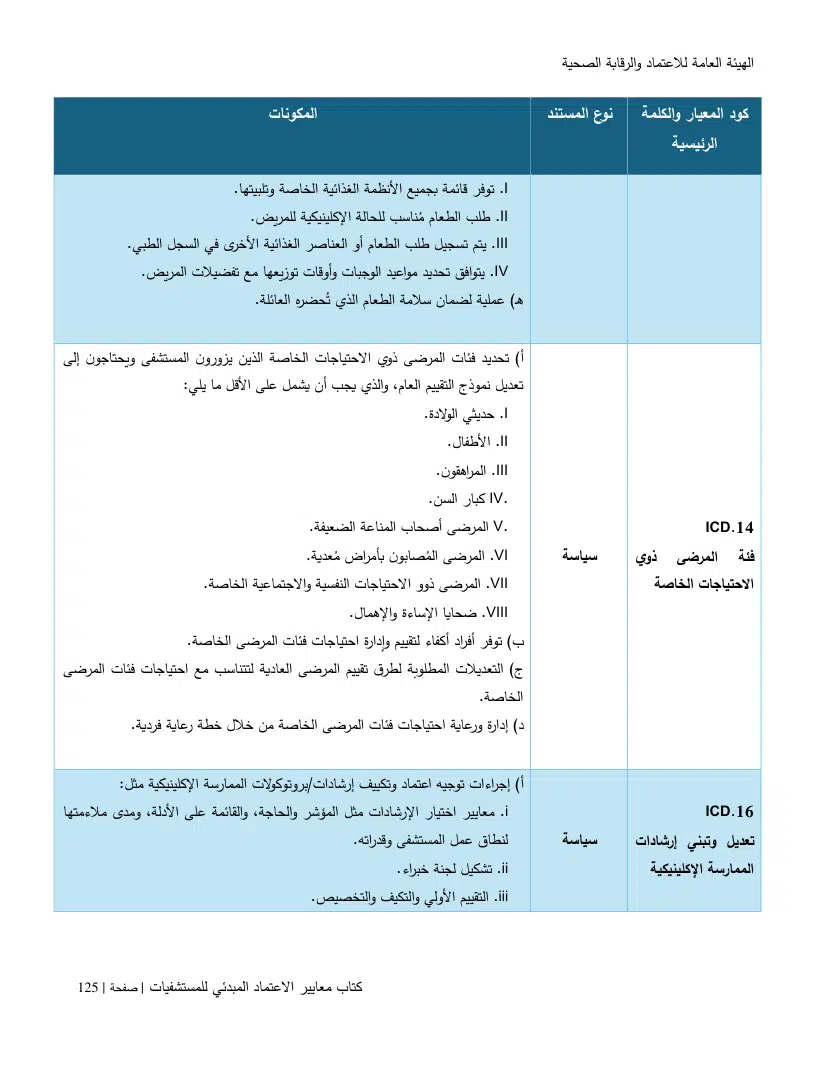 الهيئة العامة للاعتماد والرقابة الصحية
كود المعيار والكلمة
الرئيسية
نوع المستند
المكونات
I. توفر قائمة بجميع الأنظمة الغذائية الخاصة وتلبيتها.
II. طلب الطعام مُناسب للحالة الإكلينيكية للمريض.
III. يتم تسجيل طلب الطعام أو العناصر الغذائية الأخرى في السجل الطبي.
IV. يتوافق تحديد مواعيد الوجبات وأوقات توزيعها مع تفضيلات المريض.
ه) عملية لضمان سلامة الطعام الذي تُحضره العائلة.
ICD.14
فئة المرضى ذوي
الاحتياجات الخاصة
سياسة
أ) تحديد فئات المرضى ذوي الاحتياجات الخاصة الذين يزورون المستشفى ويحتاجون إلى
تعديل نموذج التقييم العام، والذي يجب أن يشمل على الأقل ما يلي:
I. حديثي الولادة.
II. الأطفال.
III. المراهقون.
IV. كبار السن.
V. المرضى أصحاب المناعة الضعيفة.
VI. المرضى المُصابون بأمراض مُعدية.
VII. المرضى ذوو الاحتياجات النفسية والاجتماعية الخاصة.
VIII. ضحايا الإساءة والإهمال.
ب) توفر أفراد أكفاء لتقييم وإدارة احتياجات فئات المرضى الخاصة.
ج) التعديلات المطلوبة لطرق تقييم المرضى العادية لتتناسب مع احتياجات فئات المرضى
الخاصة.
د) إدارة ورعاية احتياجات فئات المرضى الخاصة من خلال خطة رعاية فردية.
ICD.16
تعديل وتبني إرشادات
الممارسة الإكلينيكية
سياسة
أ) إجراءات توجيه اعتماد وتكييف إرشادات/بروتوكولات الممارسة الإكلينيكية مثل:
i. معايير اختيار الإرشادات مثل المؤشر والحاجة، والقائمة على الأدلة، ومدى ملاءمتها
لنطاق عمل المستشفى وقدراته.
ii. تشكيل لجنة خبراء.
iii. التقييم الأولي والتكيف والتخصيص.
كتاب معايير الاعتماد المبدئي للمستشفيات | صفحة | 125